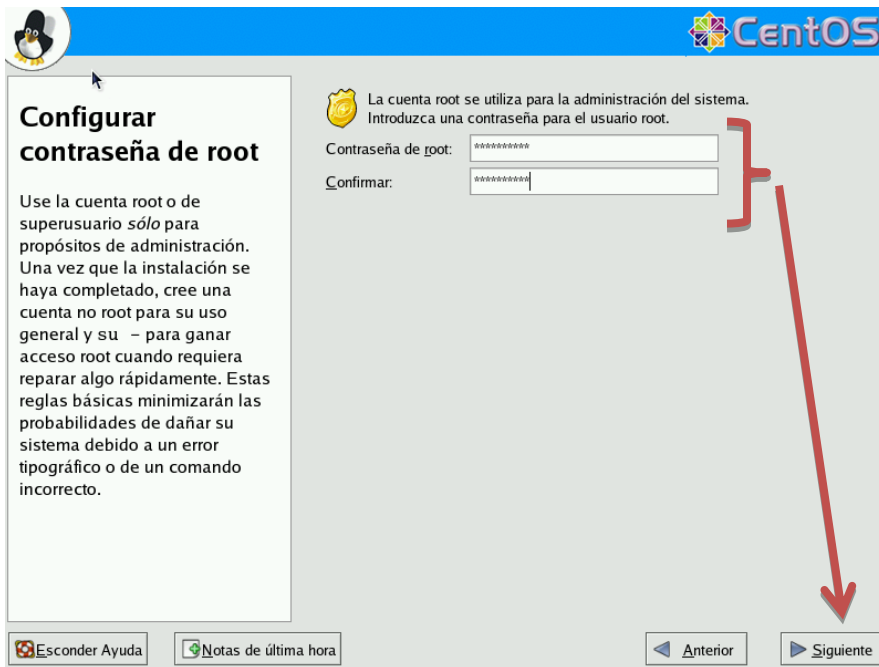 CentOS
Configurar
contraseña de root
Use la cuenta root o de
superusuario sólo para
propósitos de administración.
Una vez que la instalación se
haya completado, cree una
cuenta no root para su uso
general y su - para ganar
acceso root cuando requiera
reparar algo rápidamente. Estas
reglas básicas minimizarán las
probabilidades de dañar su
sistema debido a un error
tipográfico o de un comando
incorrecto.
La cuenta root se utiliza para la administración del sistema.
Introduzca una contraseña para el usuario root.
Contraseña de root: **********
Confirmar: **********
Esconder Ayuda
Notas de última hora
Anterior
Siguiente